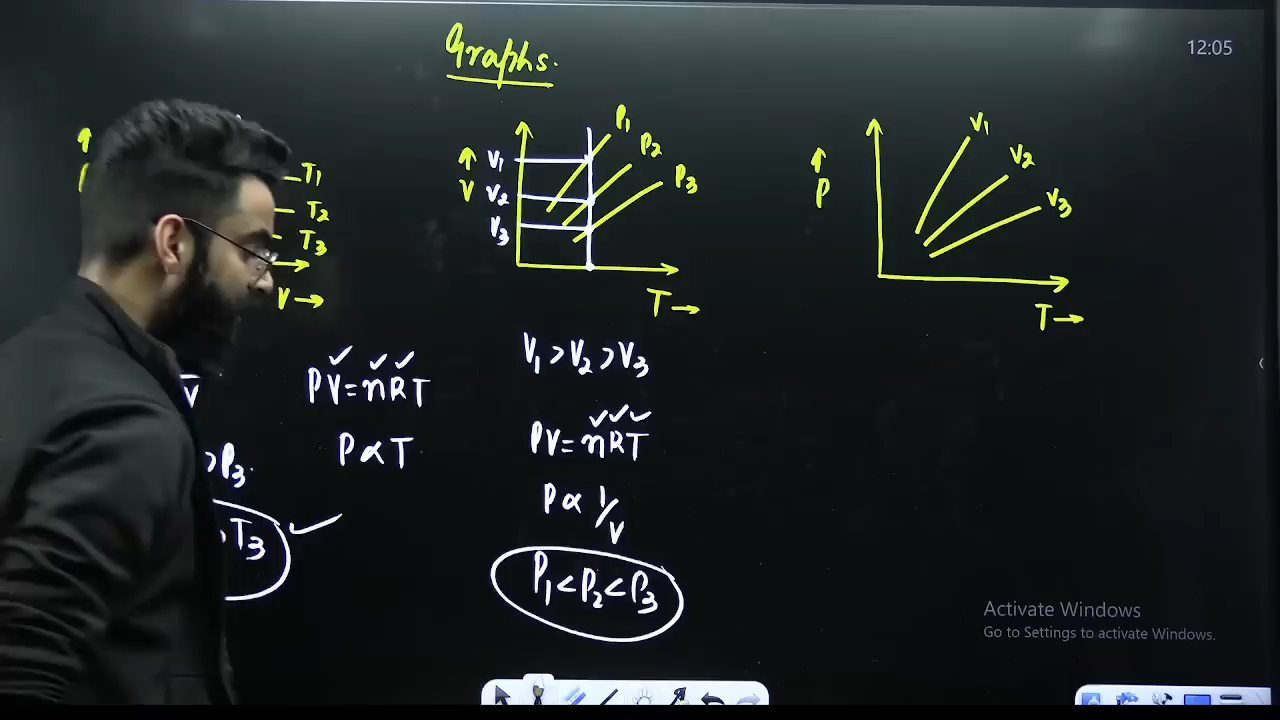 Graphs.
12:05
T1
T2
T3
V→
↑
V
V1
V2
V3
P1
P2
P3
T→
↑
P
V1
V2
V3
T→
V
PV=nRT
P∝T
>P3.
T3
V1>V2>V3
PV=nRT
P∝1/V
P1<P2<P3
Activate Windows
Go to Settings to activate Windows.